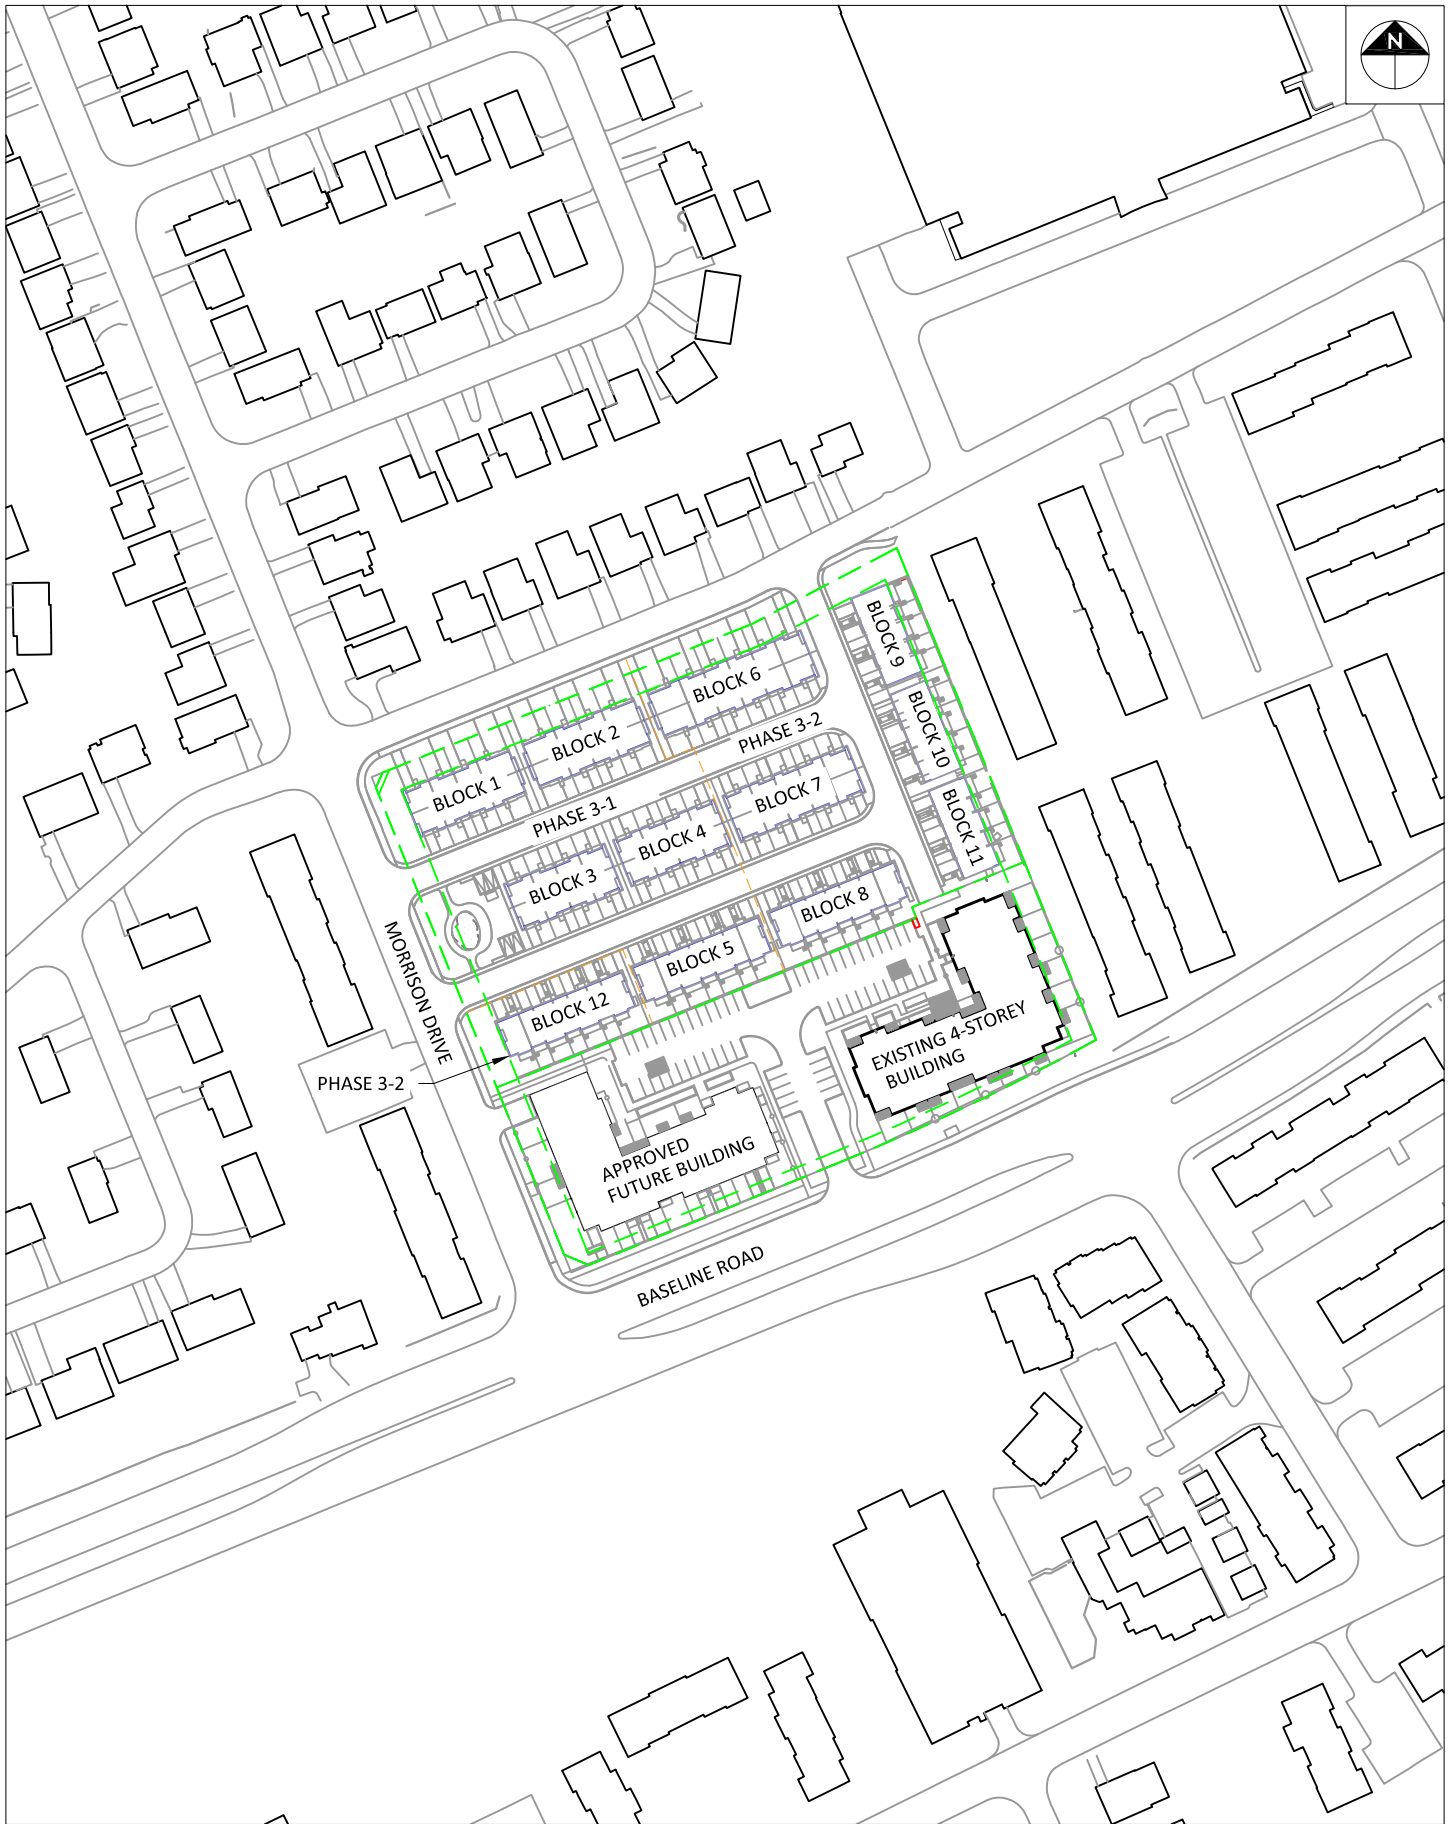 N
BLOCK 9
BLOCK 6
BLOCK 10
BLOCK 2
PHASE 3-2
BLOCK 1
BLOCK 7
PHASE 3-1
BLOCK 4
BLOCK 11
BLOCK 3
BLOCK 8
MORRISON DRIVE
BLOCK 5
BLOCK 12
EXISTING 4-STOREY
BUILDING
PHASE 3-2
APPROVED
FUTURE BUILDING
BASELINE ROAD